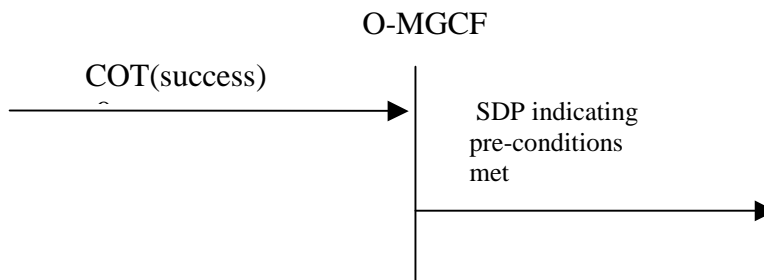 O-MGCF
COT(success)
SDP indicating
pre-conditions
met